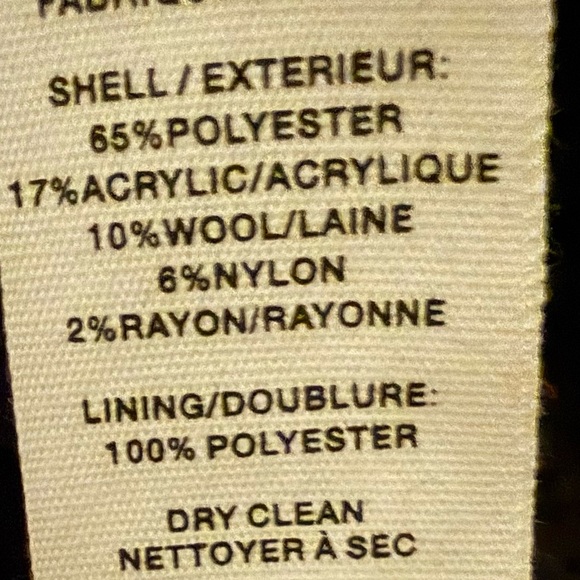 SHELL / EXTERIEUR:
65%POLYESTER
17%ACRYLIC/ACRYLIQUE
10%WOOL/LAINE
6%NYLON
2%RAYON/RAYONNE
LINING/DOUBLURE:
100% POLYESTER
DRY CLEAN
NETTOYER À SEC